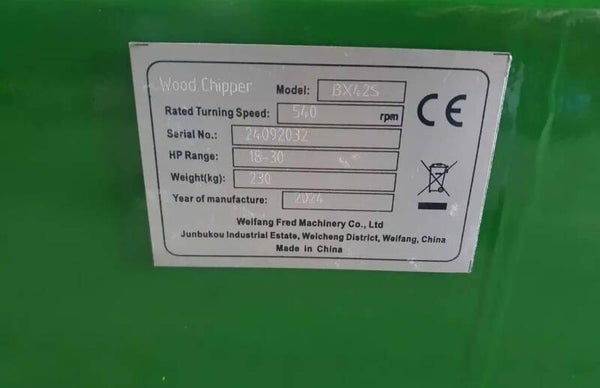 Wood Chipper Model: BX42S
Rated Turning Speed: 540 rpm
Serial No.: 24092032
HP Range: 18-30
Weight(kg): 230
Year of manufacture: 2024
Weifang Fred Machinery Co., Ltd
Junbukou Industrial Estate, Weicheng District, Weifang, China
Made in China
CE